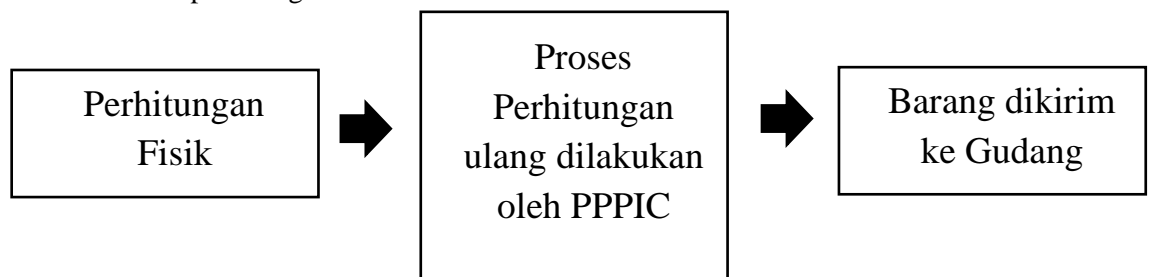 Perhitungan
Fisik
Proses
Perhitungan
ulang dilakukan
oleh PPPIC
Barang dikirim
ke Gudang